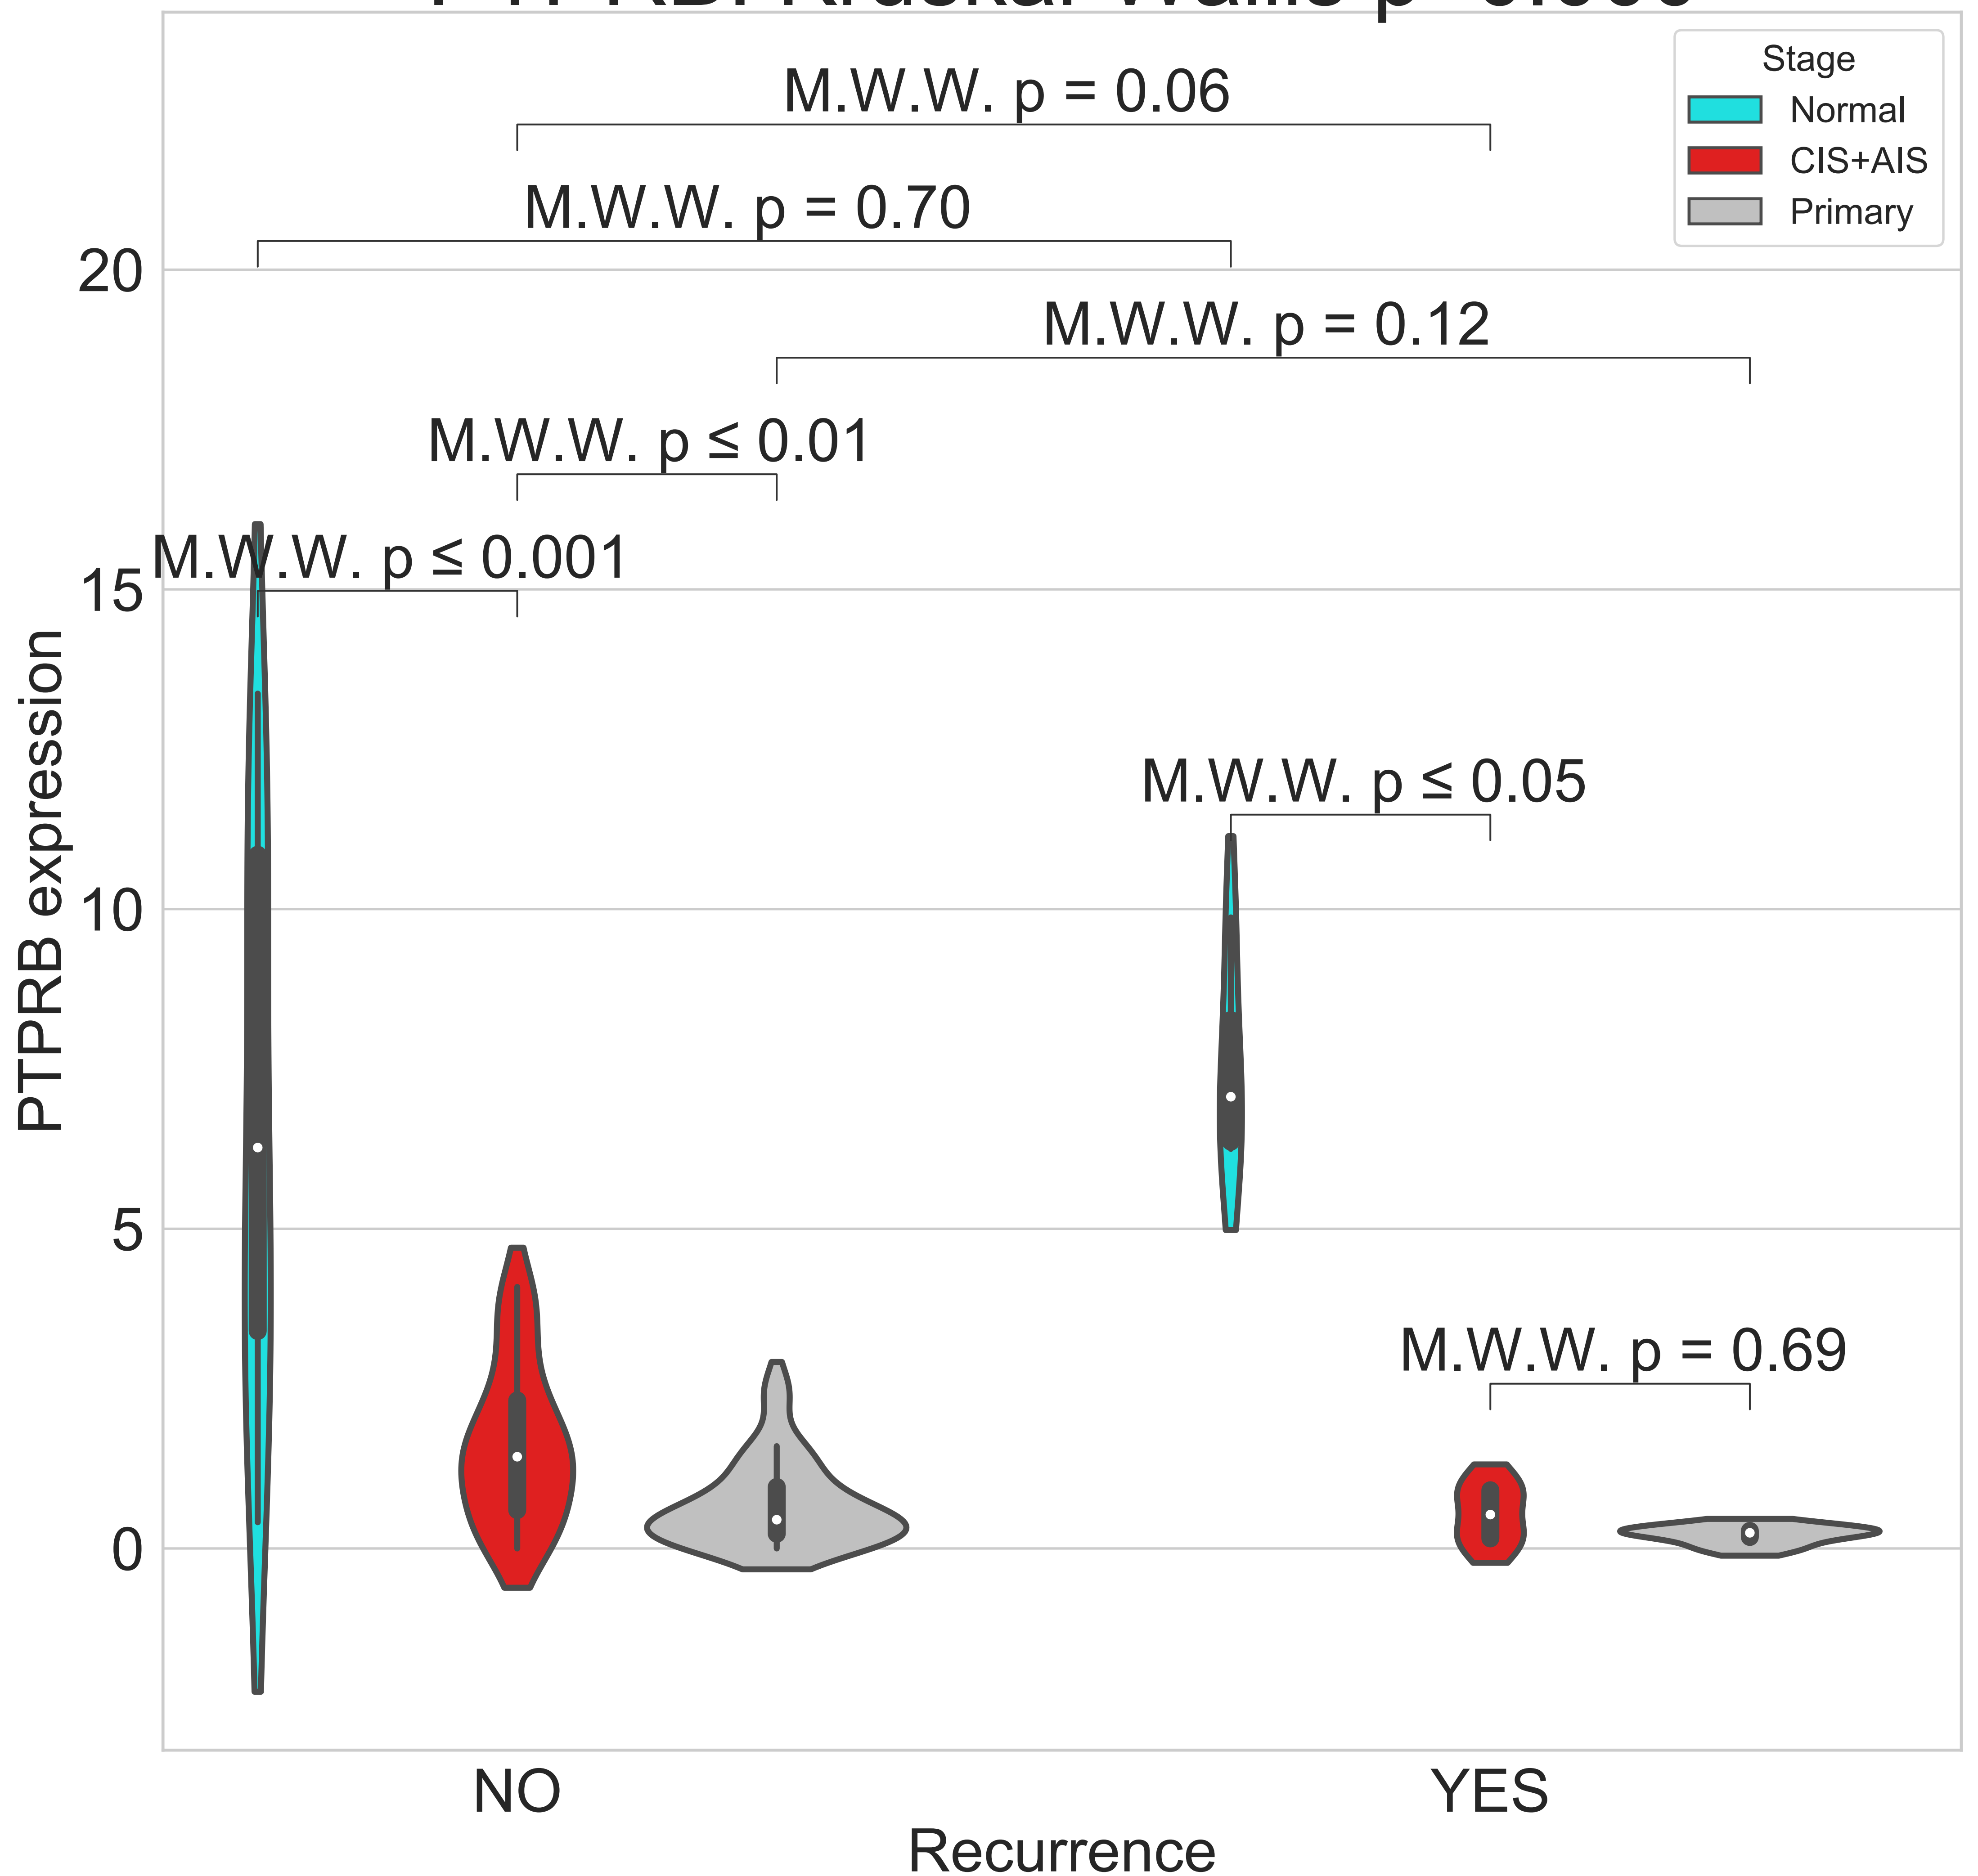 Stage
Normal
CIS+AIS
Primary
M.W.W. p = 0.06
M.W.W. p = 0.70
M.W.W. p = 0.12
M.W.W. p ≤ 0.01
M.W.W. p ≤ 0.001
M.W.W. p ≤ 0.05
M.W.W. p = 0.69
20
15
10
5
0
PTPRB expression
NO
YES
Recurrence